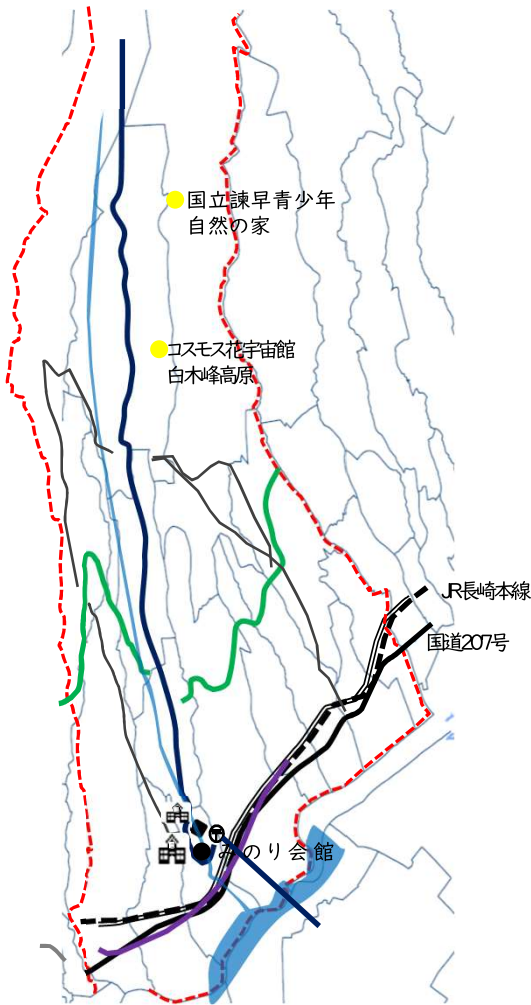 国立諫早青少年
自然の家
コスモス花宇宙館
白木峰高原
JR長崎本線
国道207号
〒
みのり会館